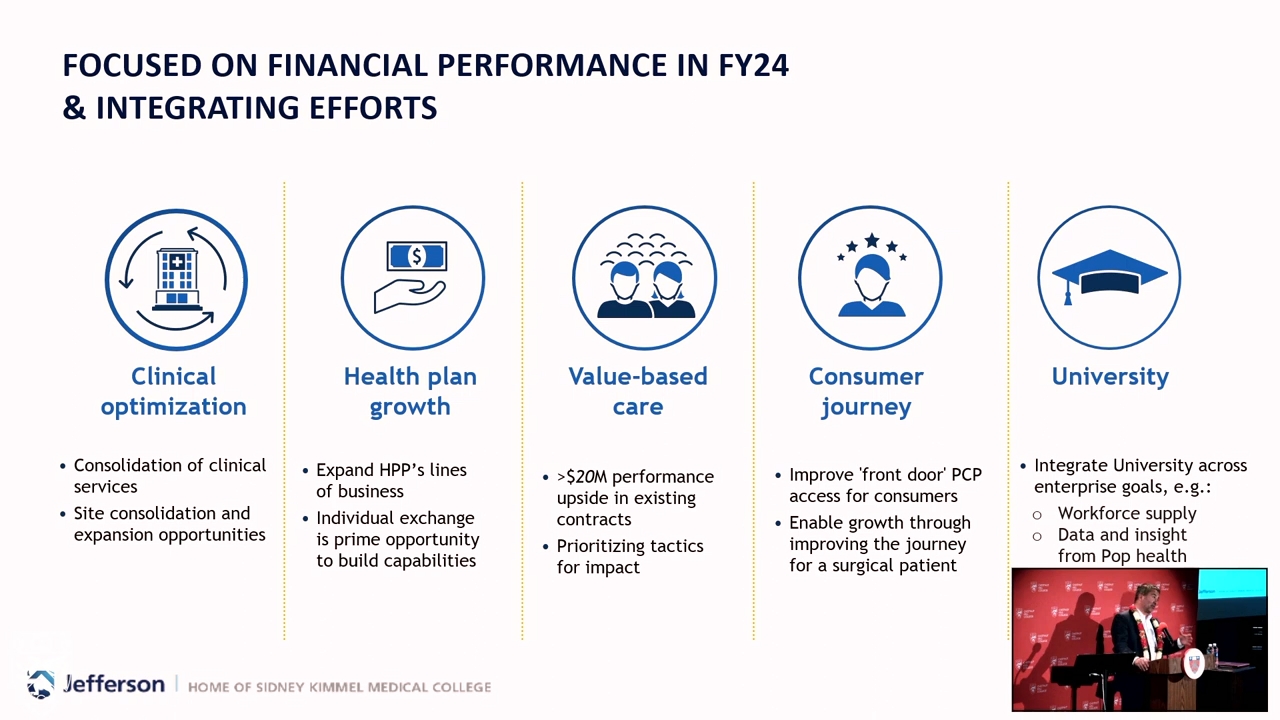 FOCUSED ON FINANCIAL PERFORMANCE IN FY24
& INTEGRATING EFFORTS
$
Clinical
optimization
• Consolidation of clinical
services
• Site consolidation and
expansion opportunities
Health plan
growth
• Expand HPP’s lines
of business
• Individual exchange
is prime opportunity
to build capabilities
Value-based
care
• >$20M performance
upside in existing
contracts
• Prioritizing tactics
for impact
Consumer
journey
• Improve 'front door' PCP
access for consumers
• Enable growth through
improving the journey
for a surgical patient
University
• Integrate University across
enterprise goals, e.g.:
o Workforce supply
o Data and insight
from Pop health
Jefferson | HOME OF SIDNEY KIMMEL MEDICAL COLLEGE